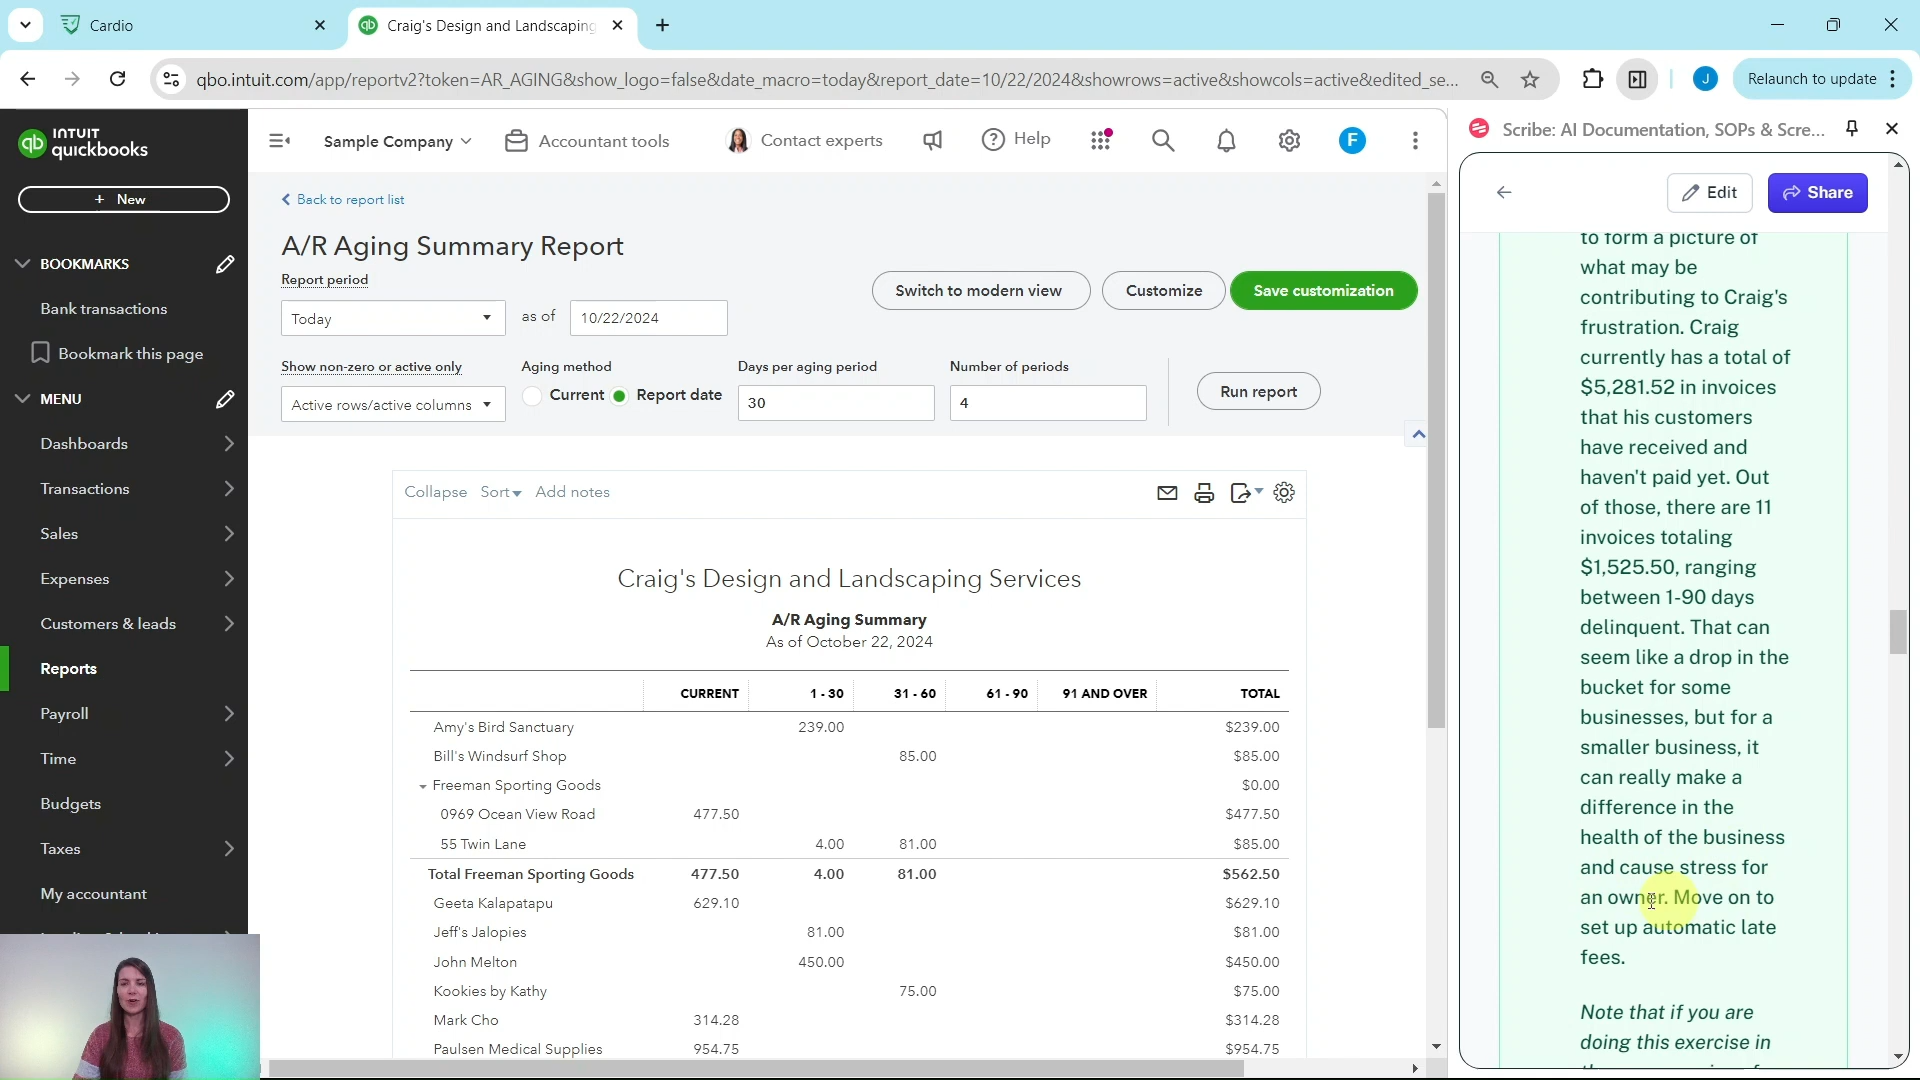 Cardio
Craig's Design and Landscaping
qbo.intuit.com/app/reportv2?token=AR_AGING&show_logo=false&date_macro=today&report_date=10/22/2024&showrows=active&showcols=active&edited_se...
J
Relaunch to update
INTUIT
quickbooks
+ New
BOOKMARKS
Bank transactions
Bookmark this page
MENU
Dashboards
Transactions
Sales
Expenses
Customers & leads
Reports
Payroll
Time
Budgets
Taxes
My accountant
Sample Company
Accountant tools
Contact experts
Help
F
Back to report list
A/R Aging Summary Report
Report period
Today
as of
10/22/2024
Switch to modern view
Customize
Save customization
Show non-zero or active only
Aging method
Days per aging period
Number of periods
Active rows/active columns
Current
Report date
30
4
Run report
Collapse Sort Add notes
Craig's Design and Landscaping Services
A/R Aging Summary
As of October 22, 2024
CURRENT 1 - 30 31 - 60 61 - 90 91 AND OVER TOTAL
Amy's Bird Sanctuary 239.00 $239.00
Bill's Windsurf Shop 85.00 $85.00
Freeman Sporting Goods $0.00
0969 Ocean View Road 477.50 $477.50
55 Twin Lane 4.00 81.00 $85.00
Total Freeman Sporting Goods 477.50 4.00 81.00 $562.50
Geeta Kalapatapu 629.10 $629.10
Jeff's Jalopies 81.00 $81.00
John Melton 450.00 $450.00
Kookies by Kathy 75.00 $75.00
Mark Cho 314.28 $314.28
Paulsen Medical Supplies 954.75 $954.75
Scribe: AI Documentation, SOPs & Scre...
Edit
Share
to form a picture of
what may be
contributing to Craig's
frustration. Craig
currently has a total of
$5,281.52 in invoices
that his customers
have received and
haven't paid yet. Out
of those, there are 11
invoices totaling
$1,525.50, ranging
between 1-90 days
delinquent. That can
seem like a drop in the
bucket for some
businesses, but for a
smaller business, it
can really make a
difference in the
health of the business
and cause stress for
an owner. Move on to
set up automatic late
fees.
Note that if you are
doing this exercise in